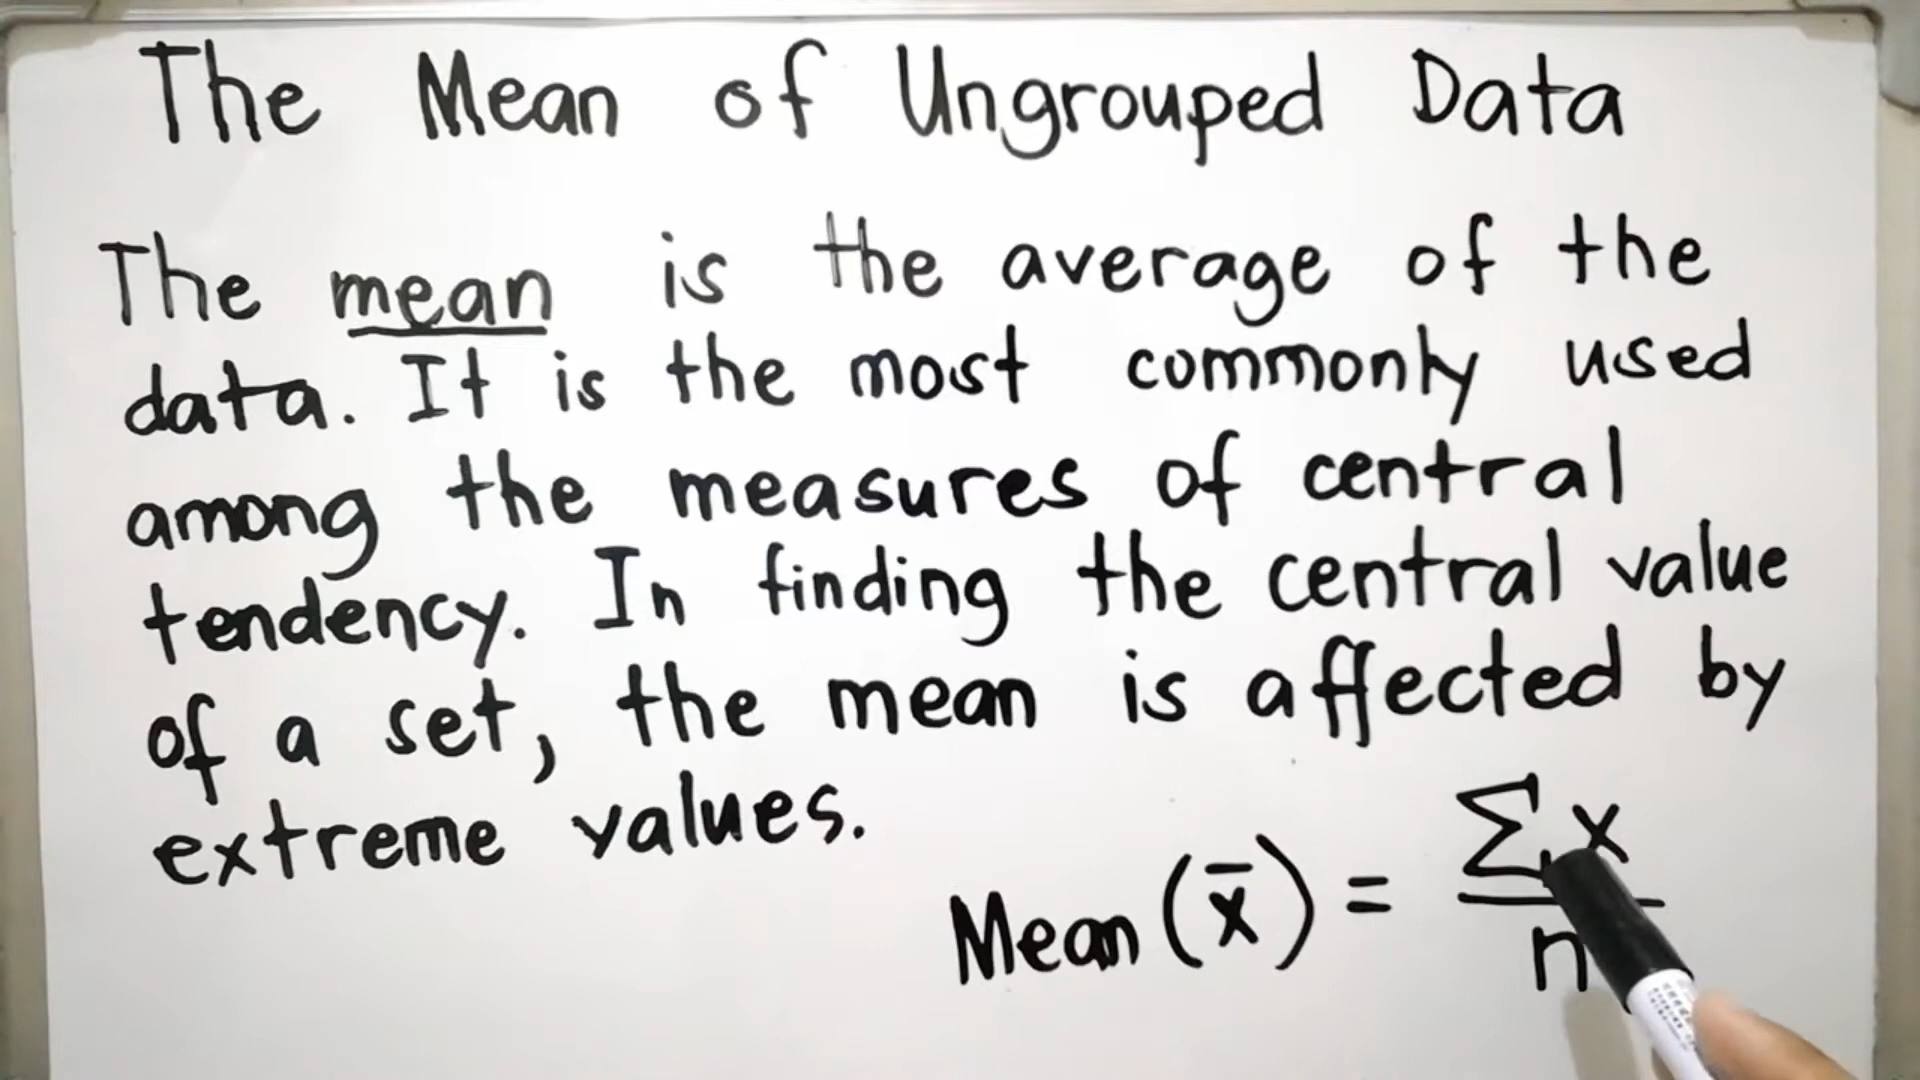 The Mean of Ungrouped Data
The mean is the average of the
data. It is the most commonly used
among the measures of central
tendency. In finding the central value
of a set, the mean is affected by
extreme values.
Mean (x̄) = ∑x / n